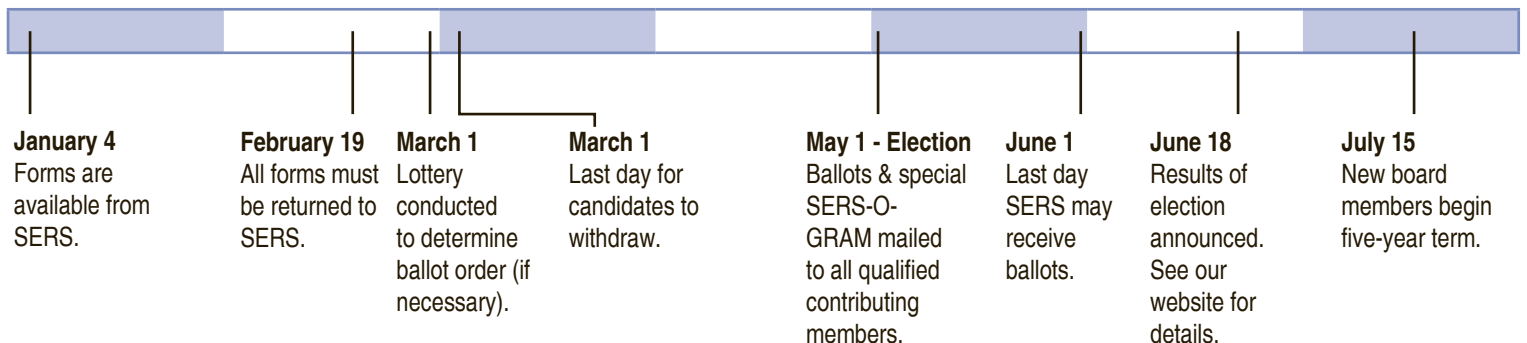 January 4
Forms are
available from
SERS.
February 19
All forms must
be returned to
SERS.
March 1
Lottery
conducted
to determine
ballot order (if
necessary).
March 1
Last day for
candidates to
withdraw.
May 1 - Election
Ballots & special
SERS-O-
GRAM mailed
to all qualified
contributing
members.
June 1
Last day
SERS may
receive
ballots.
June 18
Results of
election
announced.
See our
website for
details.
July 15
New board
members begin
five-year term.